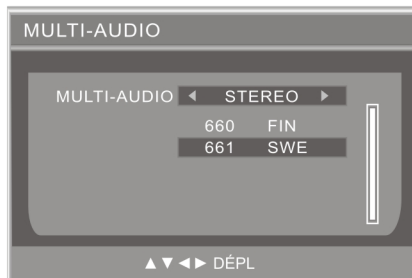 MULTI-AUDIO
MULTI-AUDIO ◀ STEREO ▶
660 FIN
661 SWE
▲▼◀▶ DÉPL